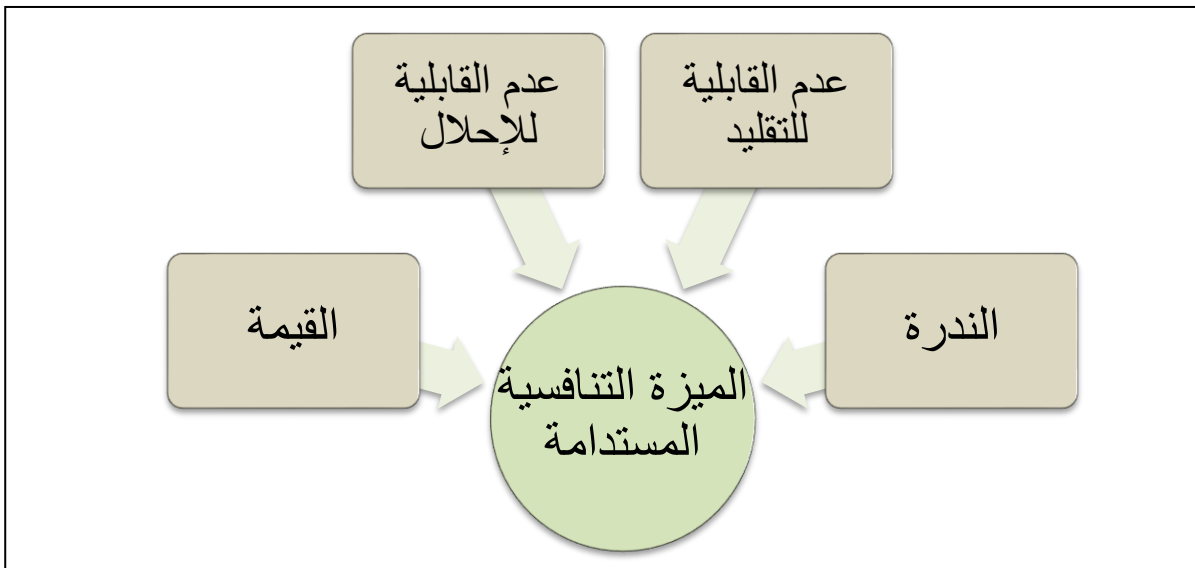 عدم القابلية
للتقليد
عدم القابلية
للإحلال
الندرة
القيمة
الميزة التنافسية
المستدامة